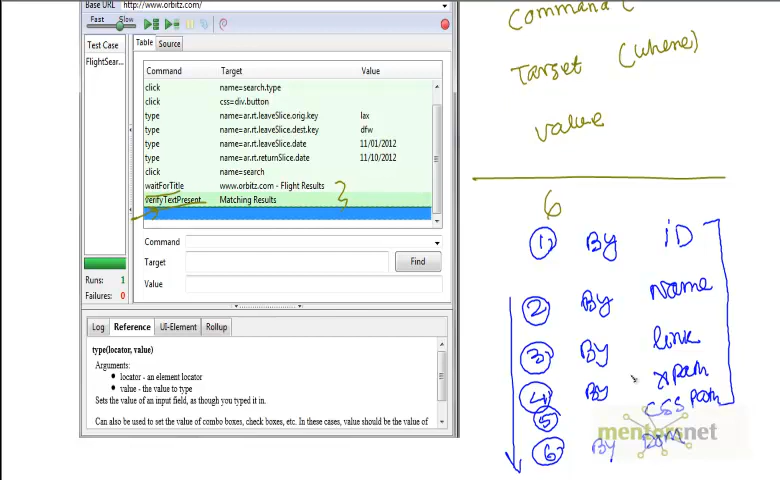 Base URL http://www.orbitz.com/
Fast Slow
Test Case
FlightSear...
Runs: 1
Failures: 0
Table Source
Command Target Value
click name=search.type
click css=div.button
type name=ar.rt.leaveSlice.orig.key lax
type name=ar.rt.leaveSlice.dest.key dfw
type name=ar.rt.leaveSlice.date 11/01/2012
type name=ar.rt.returnSlice.date 11/10/2012
click name=search
waitForTitle www.orbitz.com - Flight Results
verifyTextPresent Matching Results
Command
Target Find
Value
Log Reference UI-Element Rollup
type(locator, value)
Arguments:
locator - an element locator
value - the value to type
Sets the value of an input field, as though you typed it in.
Can also be used to set the value of combo boxes, check boxes, etc. In these cases, value should be the value of
Command (
Target (where)
value
6
1 By ID
2 By Name
3 By link
4 By xpath
5 CSS Path
6 By DOM
mentorsnet